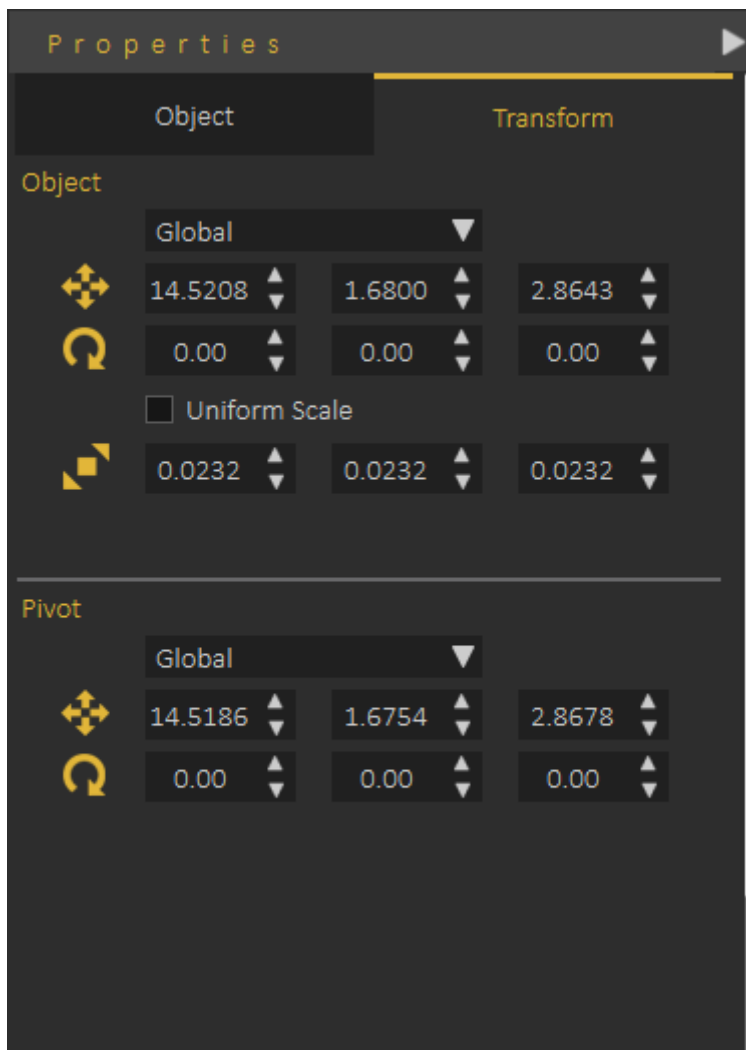 Properties
Object Transform
Object
Global
14.5208 1.6800 2.8643
0.00 0.00 0.00
Uniform Scale
0.0232 0.0232 0.0232
Pivot
Global
14.5186 1.6754 2.8678
0.00 0.00 0.00